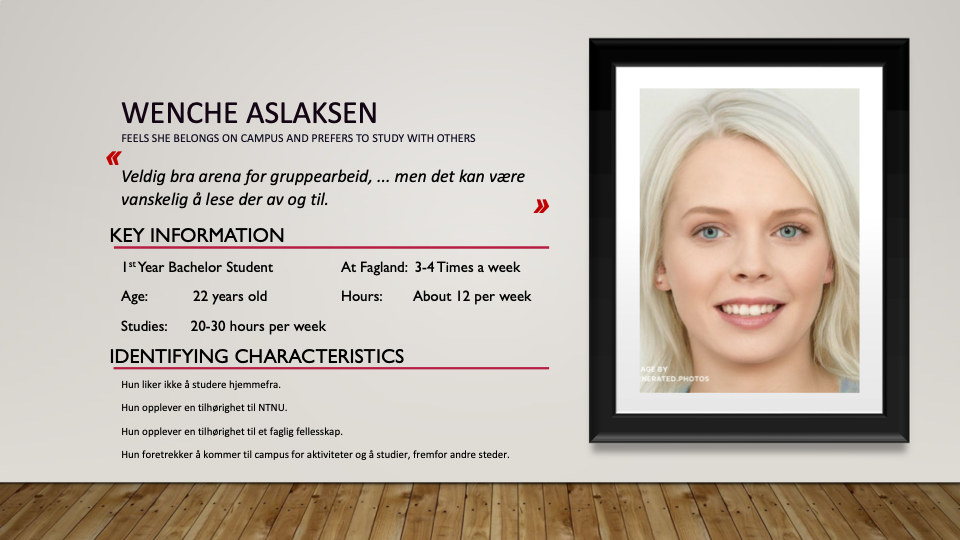 WENCHE ASLAKSEN
FEELS SHE BELONGS ON CAMPUS AND PREFERS TO STUDY WITH OTHERS
«
Veldig bra arena for gruppearbeid, ... men det kan være
vanskelig å lese der av og til.
»
KEY INFORMATION
1st Year Bachelor Student At Fagland: 3-4 Times a week
Age: 22 years old Hours: About 12 per week
Studies: 20-30 hours per week
IDENTIFYING CHARACTERISTICS
Hun liker ikke å studere hjemmefra.
Hun opplever en tilhørighet til NTNU.
Hun opplever en tilhørighet til et faglig fellesskap.
Hun foretrekker å kommer til campus for aktiviteter og å studier, fremfor andre steder.
AGE BY
NERATED.PHOTOS